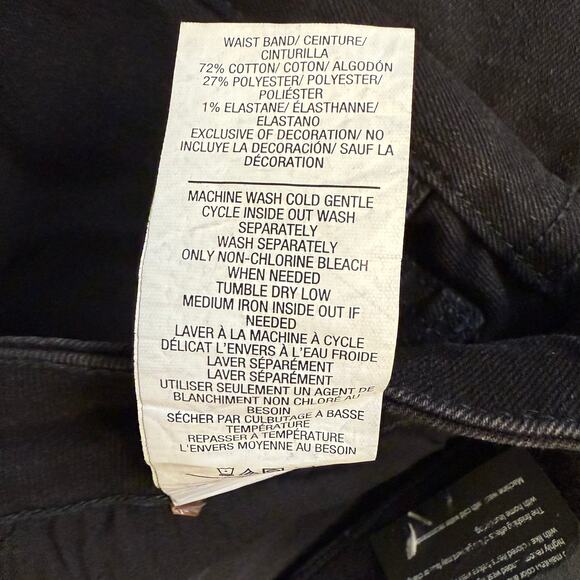 WAIST BAND/ CEINTURE/
CINTURILLA
72% COTTON/ COTON/ ALGODÓN
27% POLYESTER/ POLYESTER/
POLIÉSTER
1% ELASTANE/ ÉLASTHANNE/
ELASTANO
EXCLUSIVE OF DECORATION/ NO
INCLUYE LA DECORACIÓN/ SAUF LA
DÉCORATION
MACHINE WASH COLD GENTLE
CYCLE INSIDE OUT WASH
SEPARATELY
WASH SEPARATELY
ONLY NON-CHLORINE BLEACH
WHEN NEEDED
TUMBLE DRY LOW
MEDIUM IRON INSIDE OUT IF
NEEDED
LAVER À LA MACHINE À CYCLE
DÉLICAT L'ENVERS À L'EAU FROIDE
LAVER SÉPARÉMENT
LAVER SÉPARÉMENT
UTILISER SEULEMENT UN AGENT DE
BLANCHIMENT NON CHLORÉ AU
BESOIN
SÉCHER PAR CULBUTAGE À BASSE
TEMPÉRATURE
REPASSER À TEMPÉRATURE
L'ENVERS MOYENNE AU BESOIN